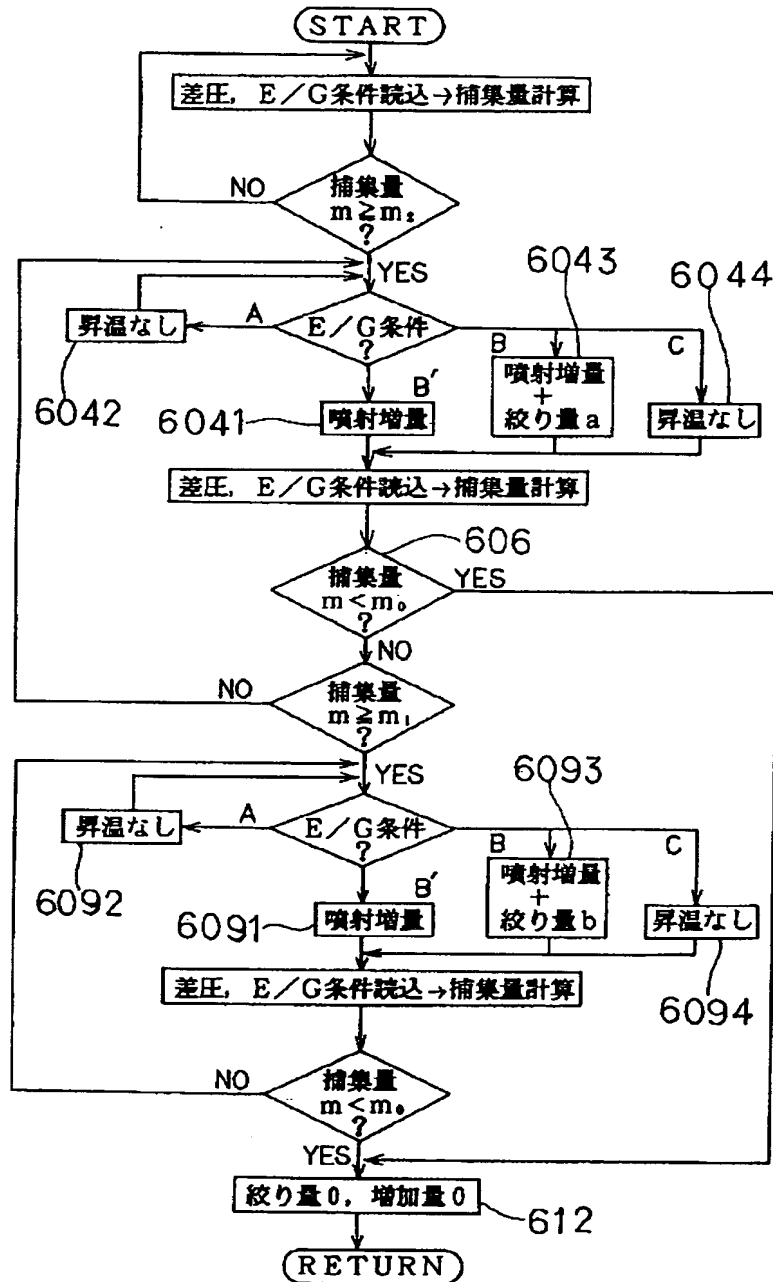 START
差圧，E／G条件読込→捕集量計算
NO
捕集量
m≧m₂
?
YES
6043
6044
昇温なし
A
E／G条件
?
B
C
6042
B′
噴射増量
+
絞り量a
昇温なし
6041
噴射増量
差圧，E／G条件読込→捕集量計算
606
捕集量
m<m₀
?
YES
NO
NO
捕集量
m≧m₁
?
YES
6093
昇温なし
A
E／G条件
?
B
C
6092
B′
噴射増量
+
絞り量b
昇温なし
6091
噴射増量
6094
差圧，E／G条件読込→捕集量計算
NO
捕集量
m<m₀
?
YES
絞り量0，増加量0
612
RETURN